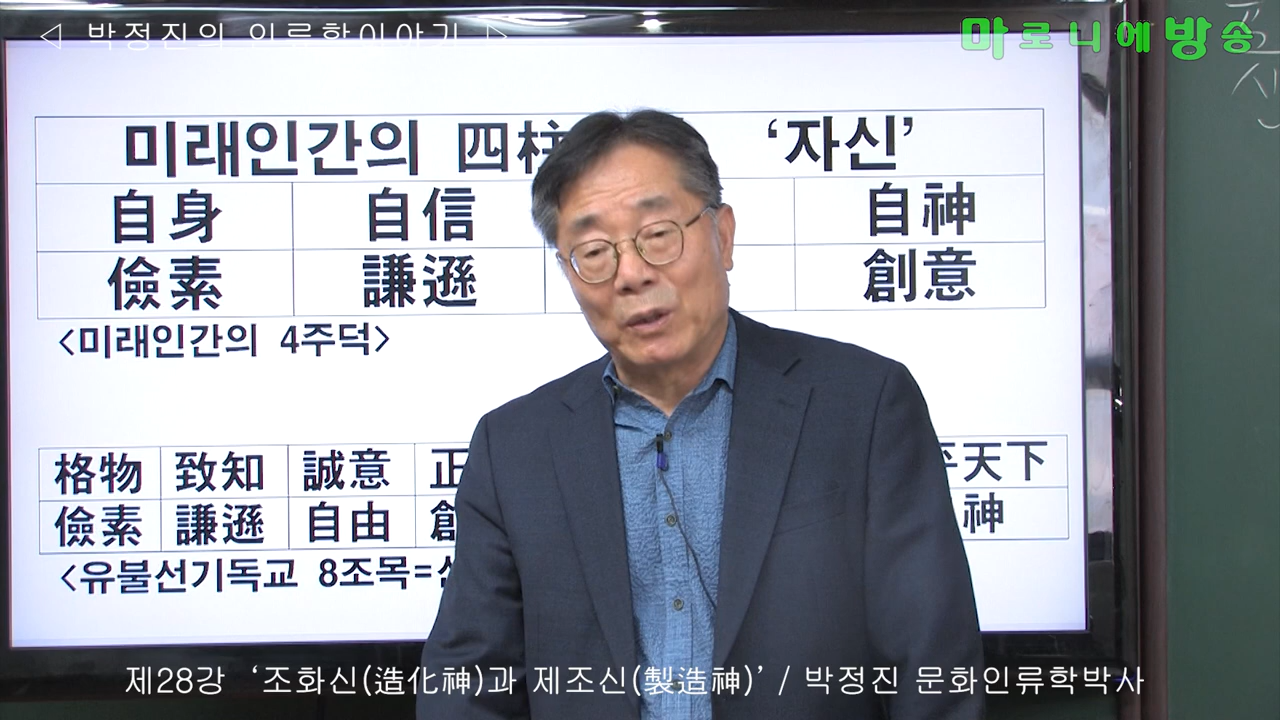 ◁ 박정진의 인류학이야기 ▷
마로니에방송
미래인간의 四柱 ‘자신’
自身 自信 自神
儉素 謙遜 創意
<미래인간의 4주덕>
格物 致知 誠意 正 平天下
儉素 謙遜 自由 創 神
<유불선기독교 8조목=
제28강 ‘조화신(造化神)과 제조신(製造神)’ / 박정진 문화인류학박사